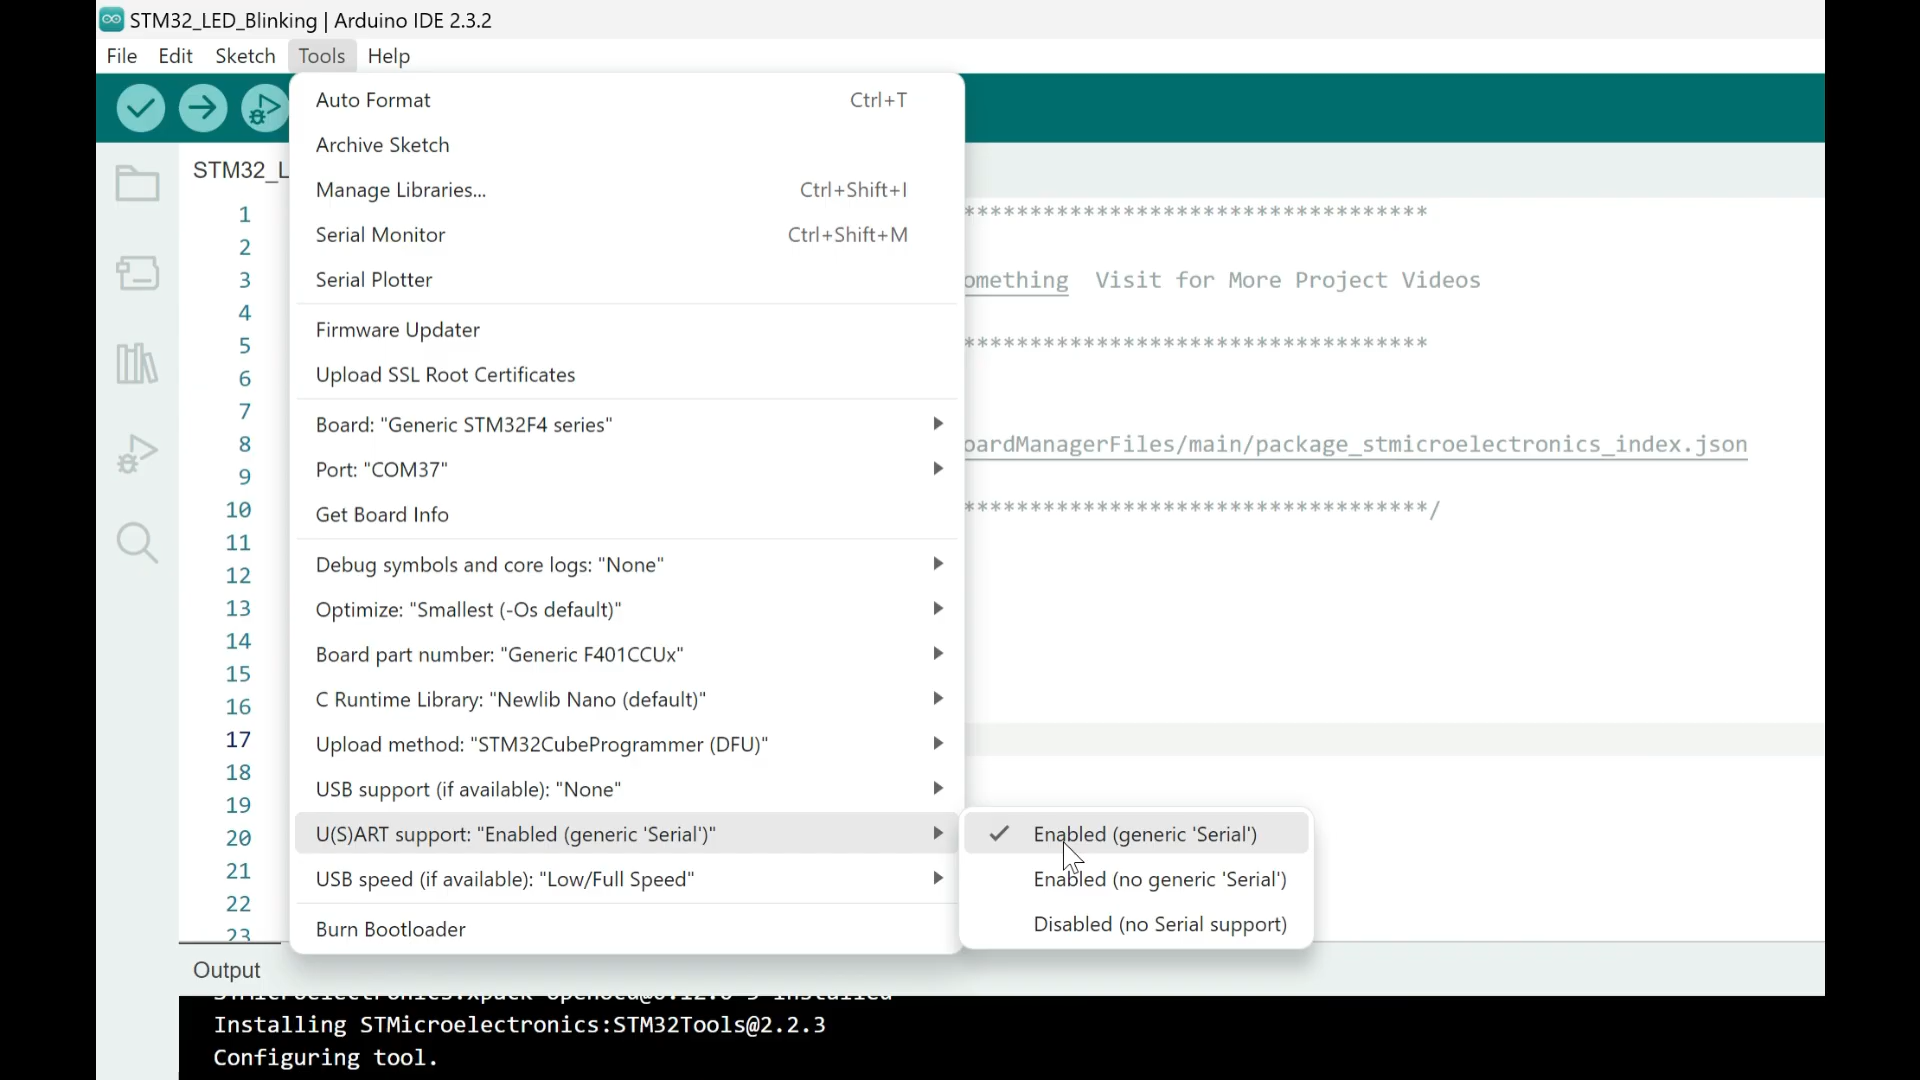 STM32_LED_Blinking | Arduino IDE 2.3.2
File Edit Sketch Tools Help
STM32_L
Auto Format Ctrl+T
Archive Sketch
Manage Libraries... Ctrl+Shift+I
Serial Monitor Ctrl+Shift+M
Serial Plotter
Firmware Updater
Upload SSL Root Certificates
Board: "Generic STM32F4 series"
Port: "COM37"
Get Board Info
Debug symbols and core logs: "None"
Optimize: "Smallest (-Os default)"
Board part number: "Generic F401CCUx"
C Runtime Library: "Newlib Nano (default)"
Upload method: "STM32CubeProgrammer (DFU)"
USB support (if available): "None"
U(S)ART support: "Enabled (generic 'Serial')"
USB speed (if available): "Low/Full Speed"
Burn Bootloader
Enabled (generic 'Serial')
Enabled (no generic 'Serial')
Disabled (no Serial support)
1
2
3
4
5
6
7
8
9
10
11
12
13
14
15
16
17
18
19
20
21
22
23
***********************************
omething Visit for More Project Videos
***********************************
oardManagerFiles/main/package_stmicroelectronics_index.json
***********************************/
Output
Installing STMicroelectronics:STM32Tools@2.2.3
Configuring tool.